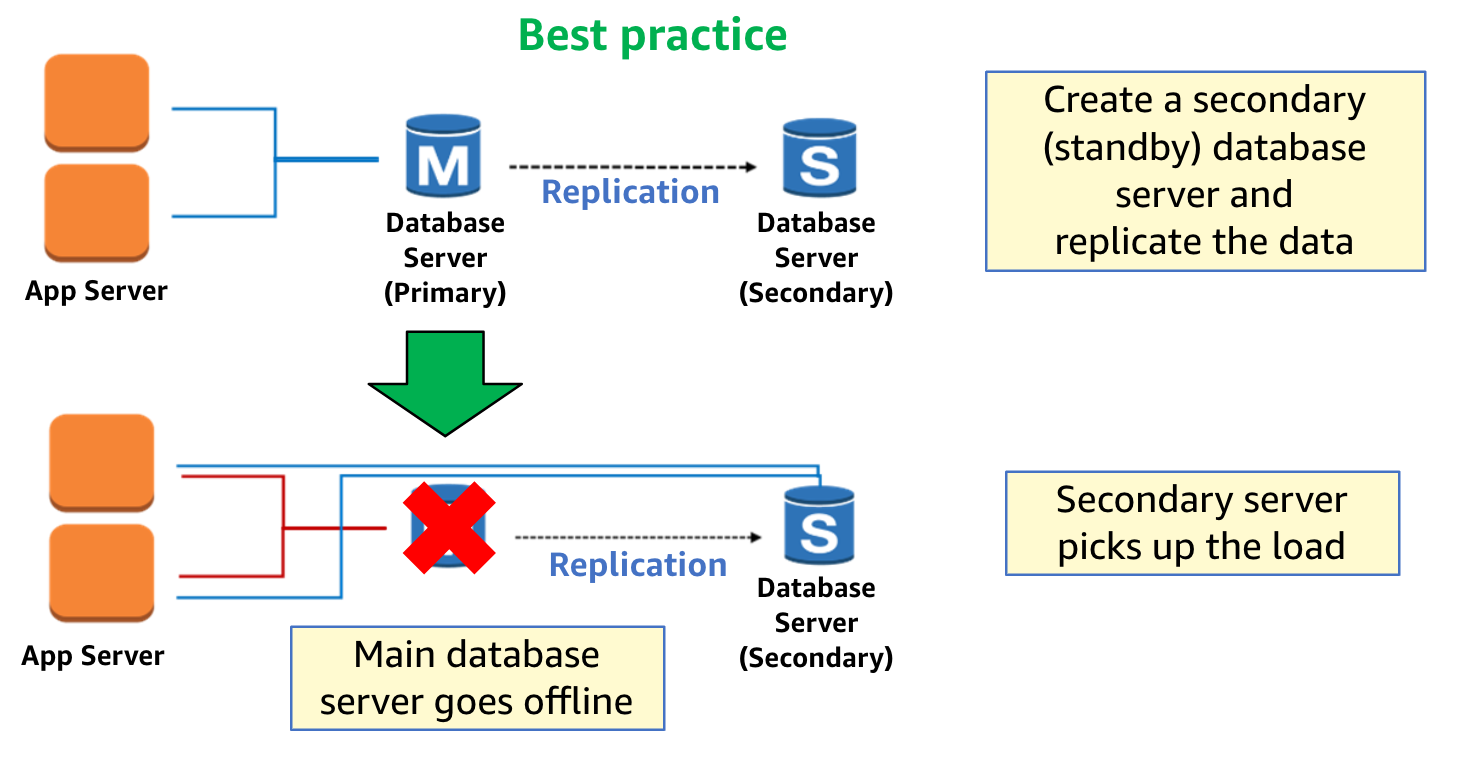 Best practice
Create a secondary
(standby) database
server and
replicate the data
M
S
Replication
Database
Server
(Primary)
Database
Server
(Secondary)
App Server
S
Replication
Secondary server
picks up the load
Database
Server
(Secondary)
App Server
Main database
server goes offline